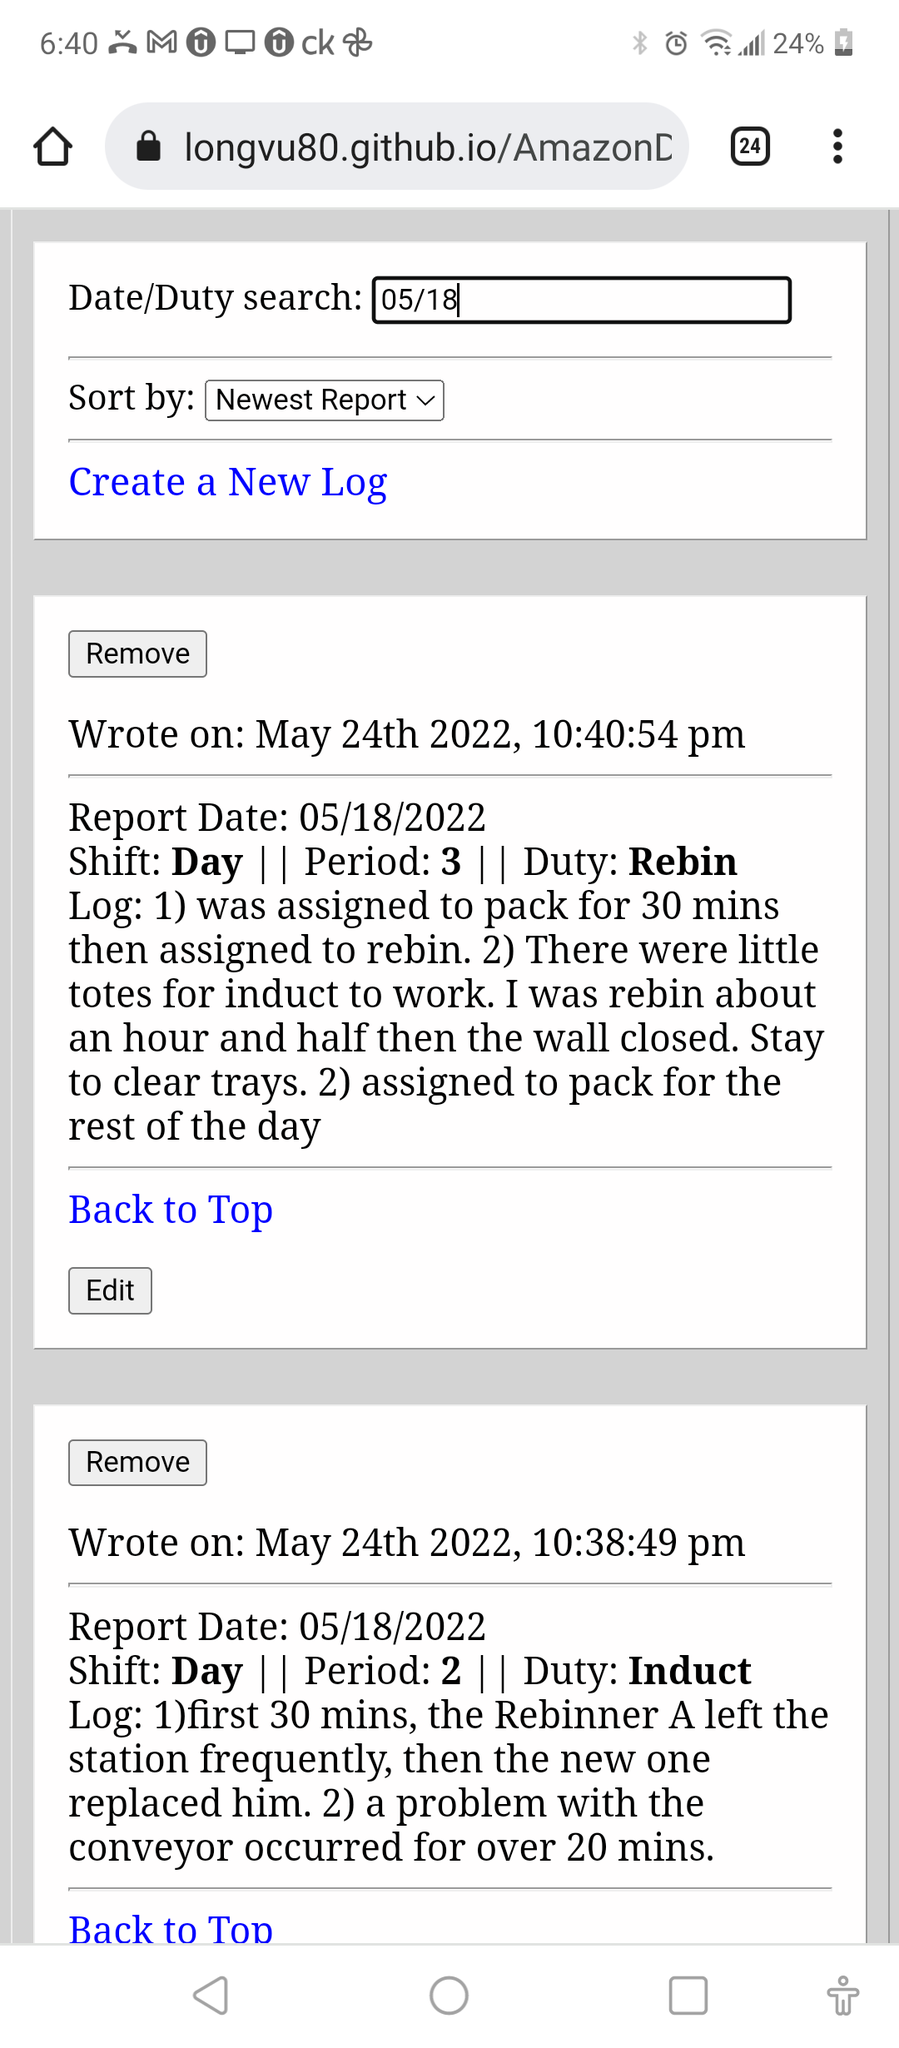 6:40 ck 24%
longvu80.github.io/AmazonD
24
Date/Duty search: 05/18
Sort by: Newest Report
Create a New Log
Remove
Wrote on: May 24th 2022, 10:40:54 pm
Report Date: 05/18/2022
Shift: Day || Period: 3 || Duty: Rebin
Log: 1) was assigned to pack for 30 mins
then assigned to rebin. 2) There were little
totes for induct to work. I was rebin about
an hour and half then the wall closed. Stay
to clear trays. 2) assigned to pack for the
rest of the day
Back to Top
Edit
Remove
Wrote on: May 24th 2022, 10:38:49 pm
Report Date: 05/18/2022
Shift: Day || Period: 2 || Duty: Induct
Log: 1)first 30 mins, the Rebinner A left the
station frequently, then the new one
replaced him. 2) a problem with the
conveyor occurred for over 20 mins.
Back to Top